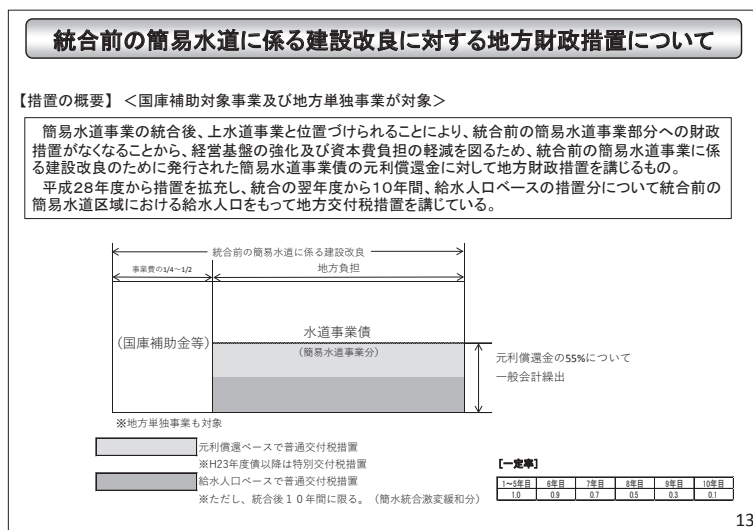 統合前の簡易水道に係る建設改良に対する地方財政措置について
【措置の概要】 <国庫補助対象事業及び地方単独事業が対象>
簡易水道事業の統合後、上水道事業と位置づけられることにより、統合前の簡易水道事業部分への財政
措置がなくなることから、経営基盤の強化及び資本費負担の軽減を図るため、統合前の簡易水道事業に係
る建設改良のために発行された簡易水道事業債の元利償還金に対して地方財政措置を講じるもの。
平成28年度から措置を拡充し、統合の翌年度から10年間、給水人口ベースの措置分について統合前の
簡易水道区域における給水人口をもって地方交付税措置を講じている。
統合前の簡易水道に係る建設改良
事業費の1/4~1/2 地方負担
(国庫補助金等)
水道事業債
(簡易水道事業分)
元利償還金の55%について
一般会計繰出
※地方単独事業も対象
元利償還ベースで普通交付税措置
※H23年度債以降は特別交付税措置
給水人口ベースで普通交付税措置
※ただし、統合後10年間に限る。(簡水統合激変緩和分)
[一定率]
1~5年目 6年目 7年目 8年目 9年目 10年目
1.0 0.9 0.7 0.5 0.3 0.1
13